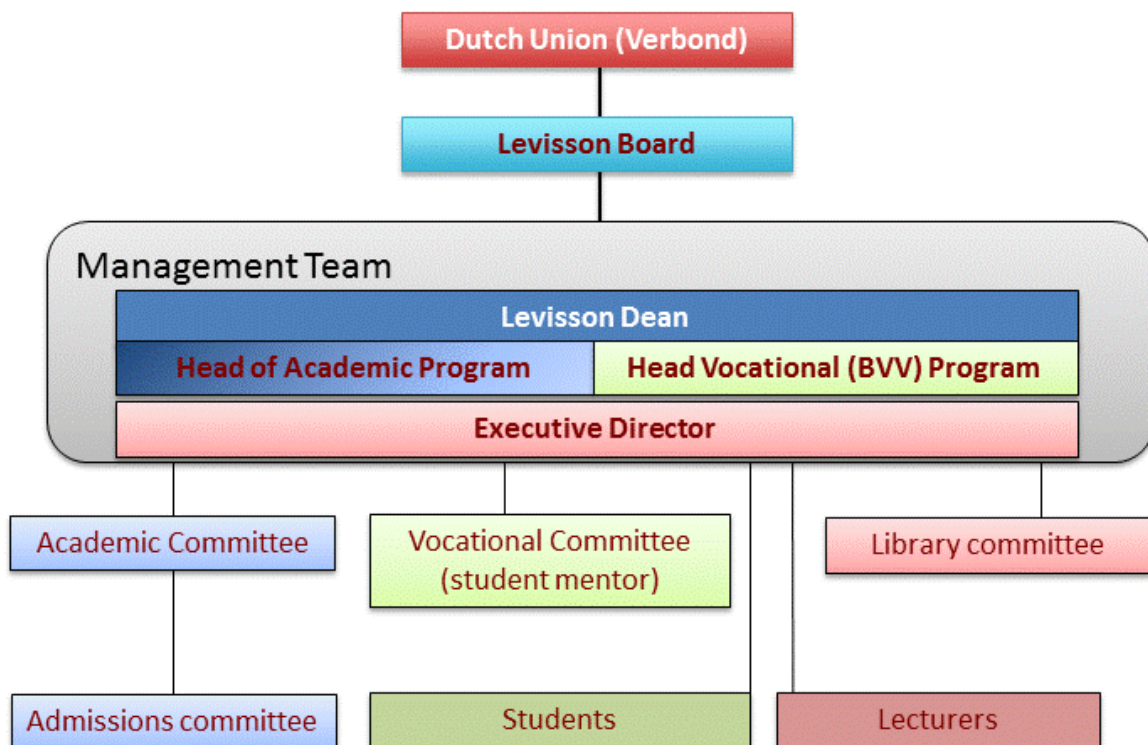 Dutch Union (Verbond)
Levisson Board
Management Team
Levisson Dean
Head of Academic Program
Head Vocational (BVV) Program
Executive Director
Academic Committee
Vocational Committee
(student mentor)
Library committee
Admissions committee
Students
Lecturers